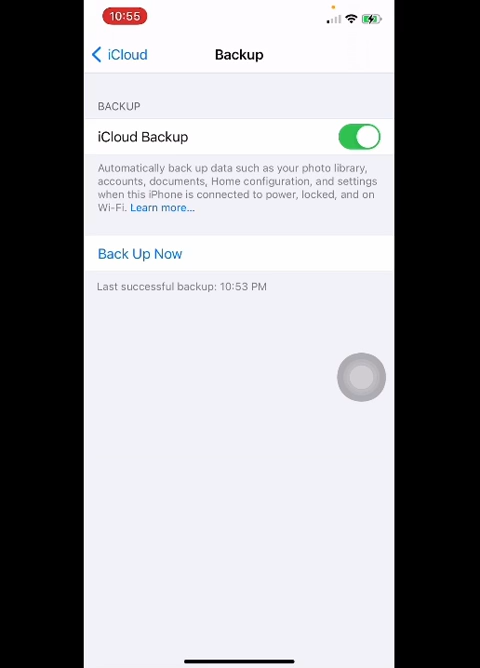 10:55
iCloud
Backup
BACKUP
iCloud Backup
Automatically back up data such as your photo library,
accounts, documents, Home configuration, and settings
when this iPhone is connected to power, locked, and on
Wi-Fi. Learn more...
Back Up Now
Last successful backup: 10:53 PM